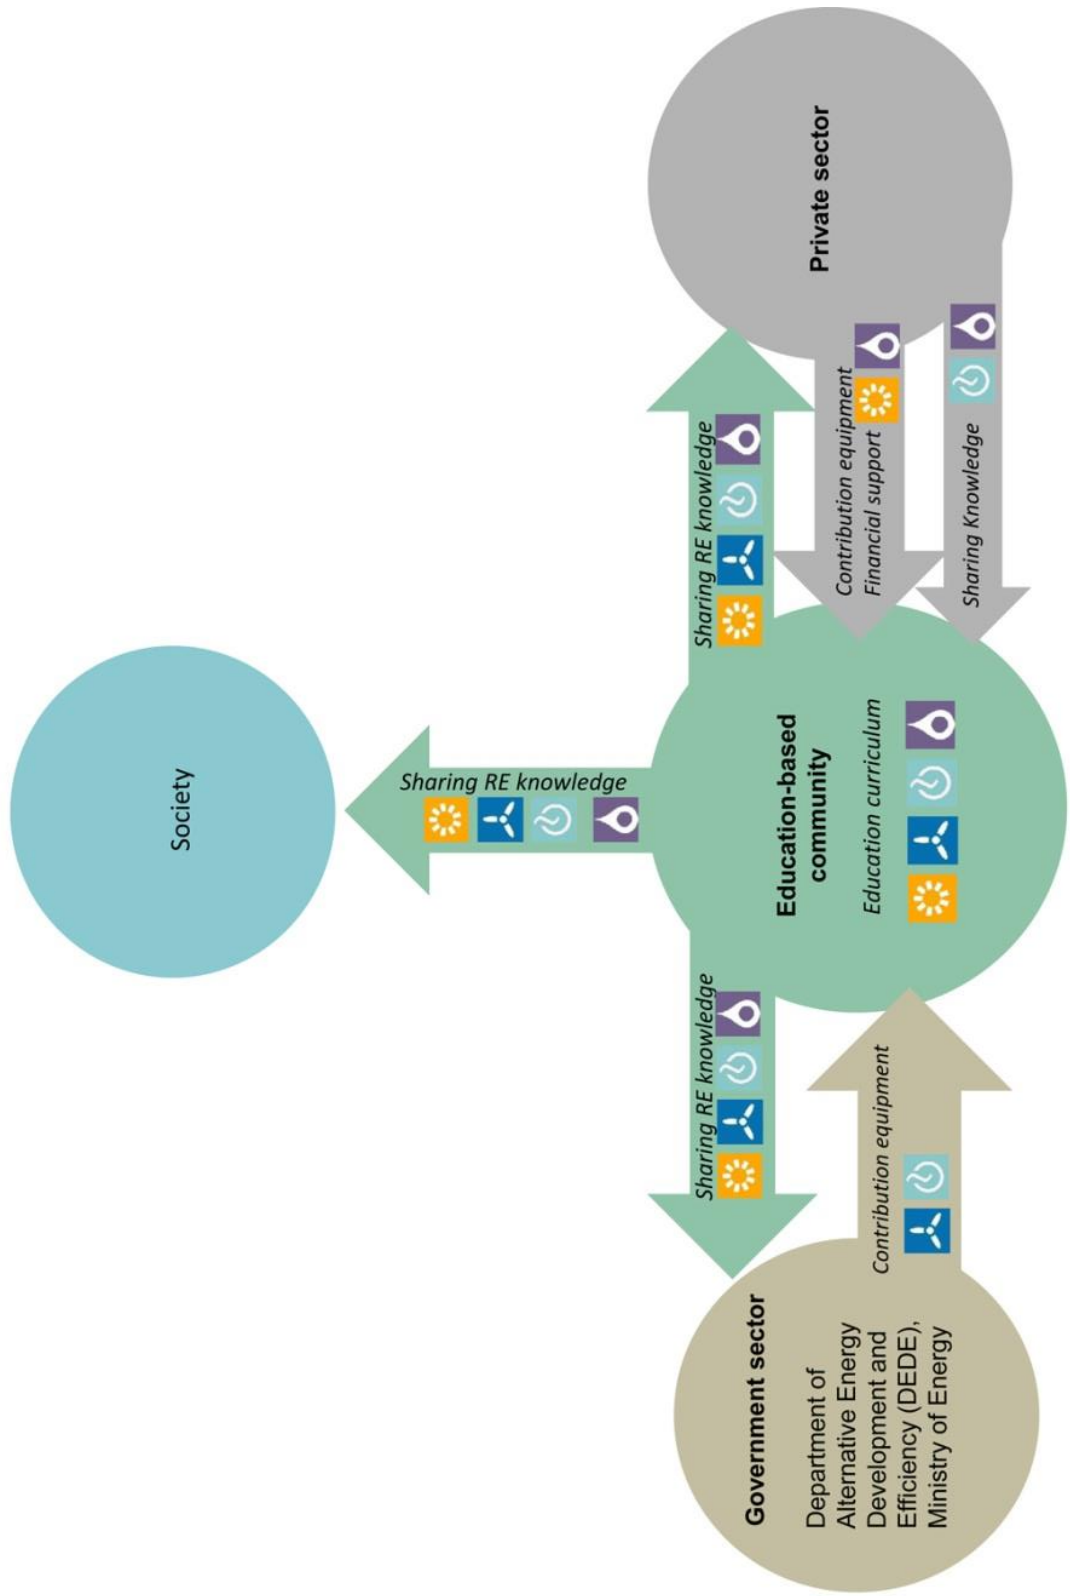 Society
Sharing RE knowledge
Government sector
Department of
Alternative Energy
Development and
Efficiency (DEDE),
Ministry of Energy
Sharing RE knowledge
Contribution equipment
Education-based
community
Education curriculum
Sharing RE knowledge
Contribution equipment
Financial support
Sharing Knowledge
Private sector